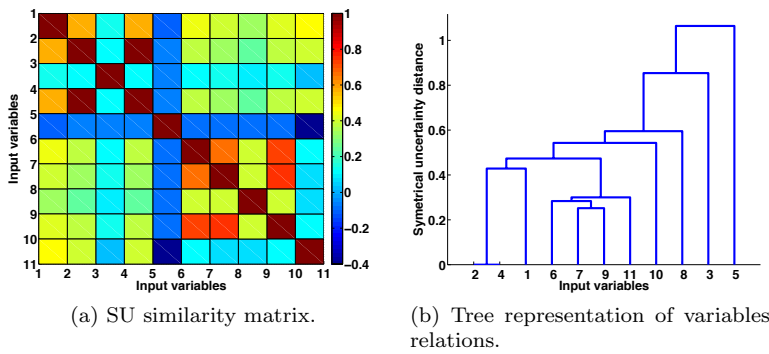 1
2
3
4
5
6
7
8
9
10
11
Input variables
1 2 3 4 5 6 7 8 9 10 11
Input variables
1
0.8
0.6
0.4
0.2
0
−0.2
−0.4
(a) SU similarity matrix.
Symetrical uncertainty distance
1
0.8
0.6
0.4
0.2
0
2 4 1 6 7 9 11 10 8 3 5
Input variables
(b) Tree representation of variables
relations.